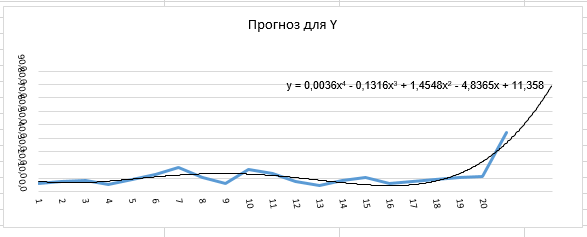 Прогноз для Y
y = 0,0036x⁴ - 0,1316x³ + 1,4548x² - 4,8365x + 11,358
1 2 3 4 5 6 7 8 9 10 11 12 13 14 15 16 17 18 19 20